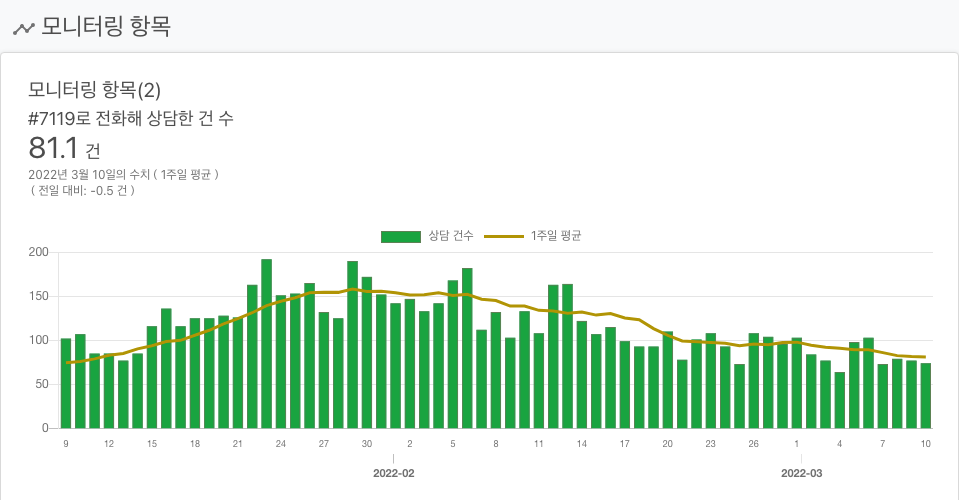 모니터링 항목
모니터링 항목(2)
#7119로 전화해 상담한 건 수
81.1 건
2022년 3월 10일의 수치 ( 1주일 평균 )
( 전일 대비: -0.5 건 )
상담 건수 1주일 평균
200
150
100
50
0
9 12 15 18 21 24 27 30 2 5 8 11 14 17 20 23 26 1 4 7 10
2022-02 2022-03